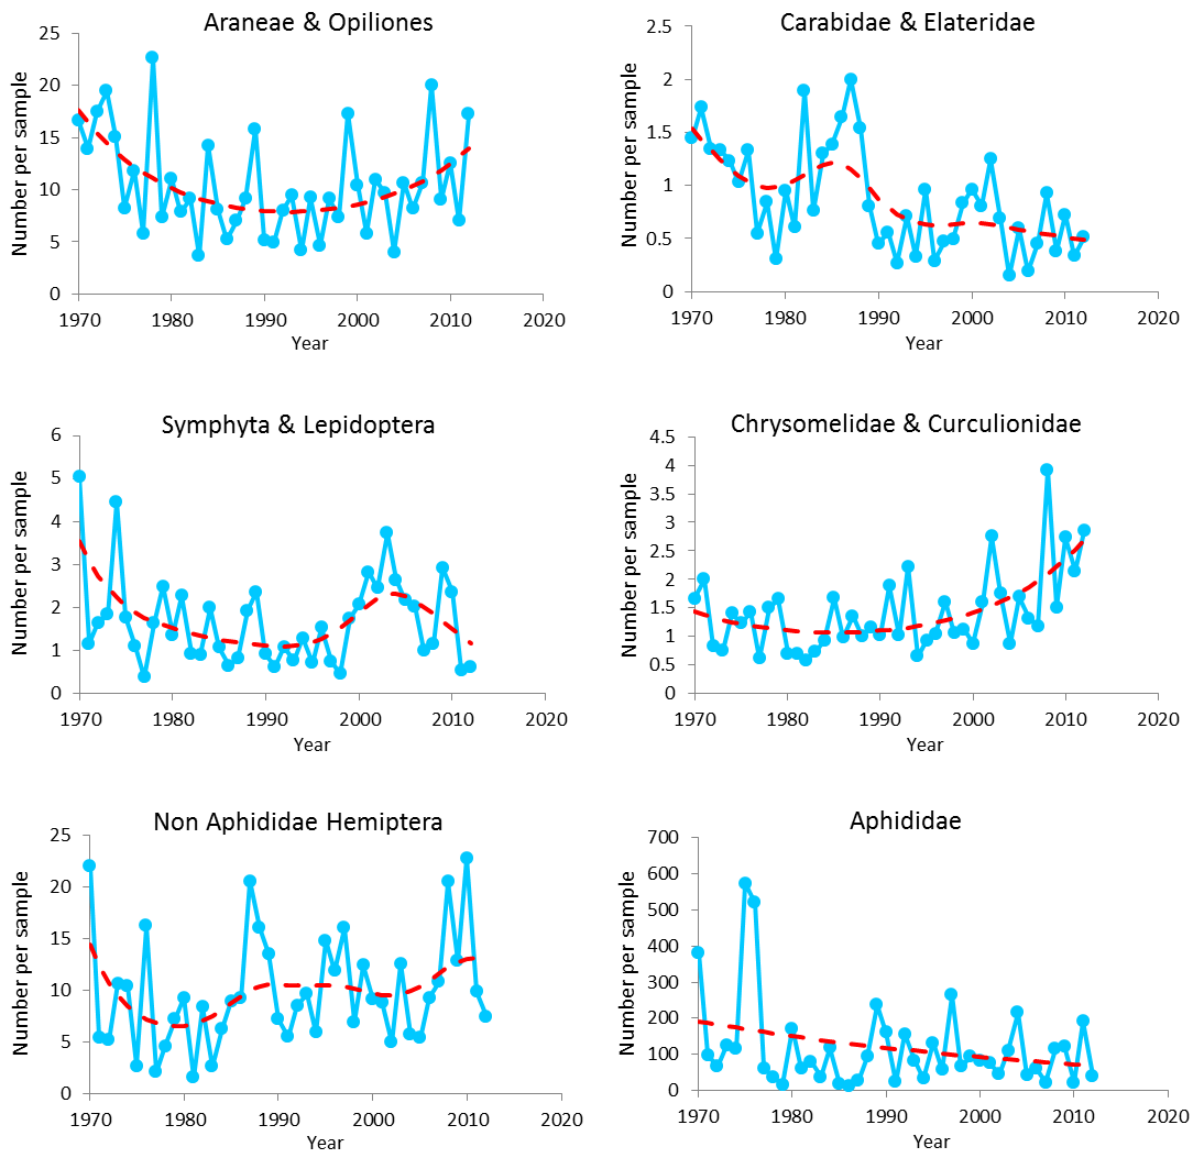 Araneae & Opiliones
Number per sample
25
20
15
10
5
0
1970 1980 1990 2000 2010 2020
Year
Carabidae & Elateridae
Number per sample
2.5
2
1.5
1
0.5
0
1970 1980 1990 2000 2010 2020
Year
Symphyta & Lepidoptera
Number per sample
6
5
4
3
2
1
0
1970 1980 1990 2000 2010 2020
Year
Chrysomelidae & Curculionidae
Number per sample
4.5
4
3.5
3
2.5
2
1.5
1
0.5
0
1970 1980 1990 2000 2010 2020
Year
Non Aphididae Hemiptera
Number per sample
25
20
15
10
5
0
1970 1980 1990 2000 2010 2020
Year
Aphididae
Number per sample
700
600
500
400
300
200
100
0
1970 1980 1990 2000 2010 2020
Year